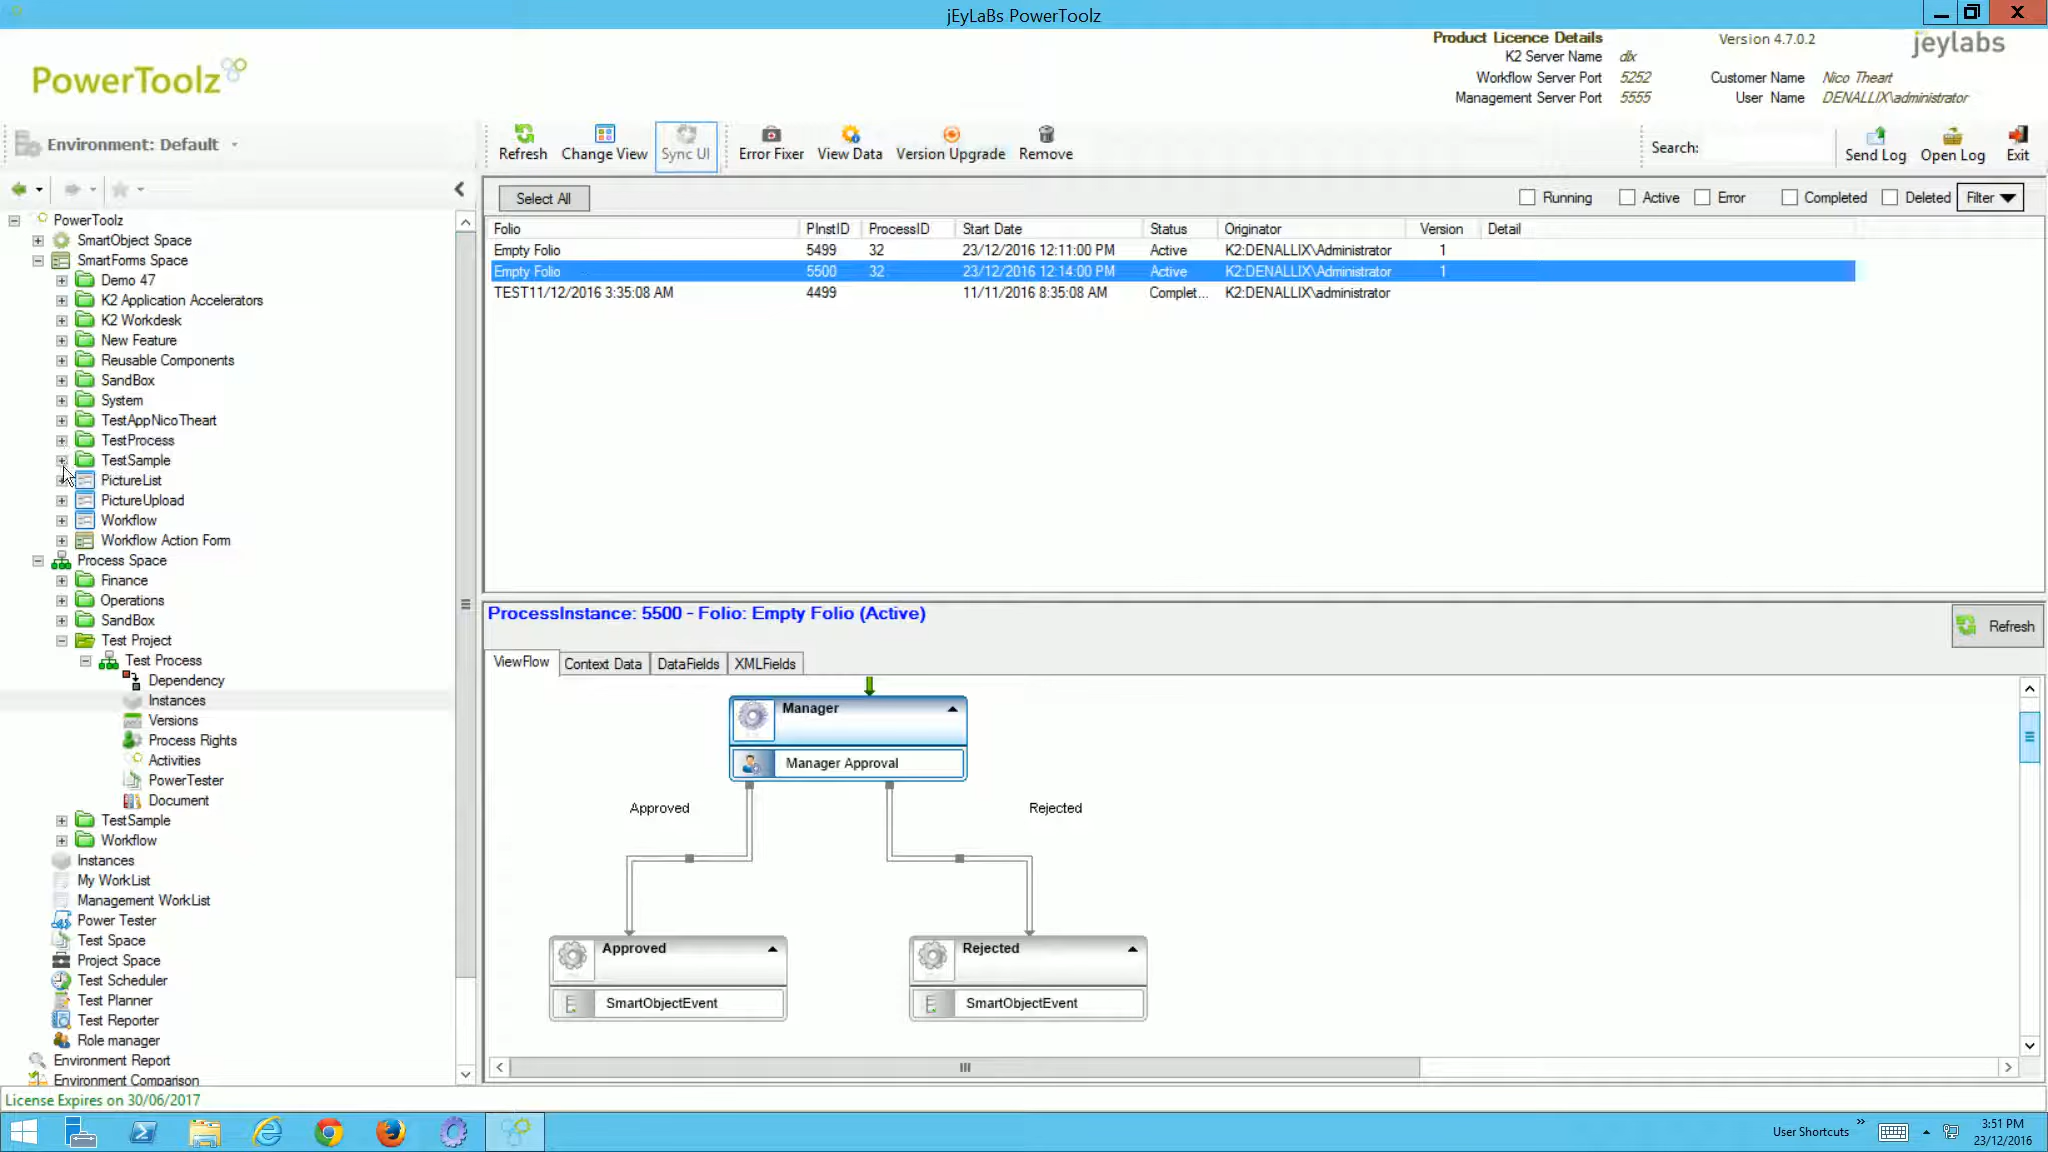 jEyLaBs PowerToolz
PowerToolz
Product Licence Details
Version 4.7.0.2
jeylabs
K2 Server Name dlx
Workflow Server Port 5252 Customer Name Nico Theart
Management Server Port 5555 User Name DENALLIX\administrator
Environment: Default
Refresh Change View Sync UI Error Fixer View Data Version Upgrade Remove Search: Send Log Open Log Exit
Select All Running Active Error Completed Deleted Filter
Folio PInstID ProcessID Start Date Status Originator Version Detail
Empty Folio 5499 32 23/12/2016 12:11:00 PM Active K2:DENALLIX\Administrator 1
Empty Folio 5500 32 23/12/2016 12:14:00 PM Active K2:DENALLIX\Administrator 1
TEST11/12/2016 3:35:08 AM 4499 11/11/2016 8:35:08 AM Complet... K2:DENALLIX\administrator
PowerToolz
SmartObject Space
SmartForms Space
Demo 47
K2 Application Accelerators
K2 Workdesk
New Feature
Reusable Components
SandBox
System
TestAppNicoTheart
TestProcess
TestSample
PictureList
PictureUpload
Workflow
Workflow Action Form
Process Space
Finance
Operations
SandBox
Test Project
Test Process
Dependency
Instances
Versions
Process Rights
Activities
PowerTester
Document
TestSample
Workflow
Instances
My WorkList
Management WorkList
Power Tester
Test Space
Project Space
Test Scheduler
Test Planner
Test Reporter
Role manager
Environment Report
Environment Comparison
ProcessInstance: 5500 - Folio: Empty Folio (Active)
Refresh
ViewFlow Context Data DataFields XMLFields
Manager
Manager Approval
Approved Rejected
Approved Rejected
SmartObjectEvent SmartObjectEvent
License Expires on 30/06/2017
User Shortcuts
3:51 PM
23/12/2016